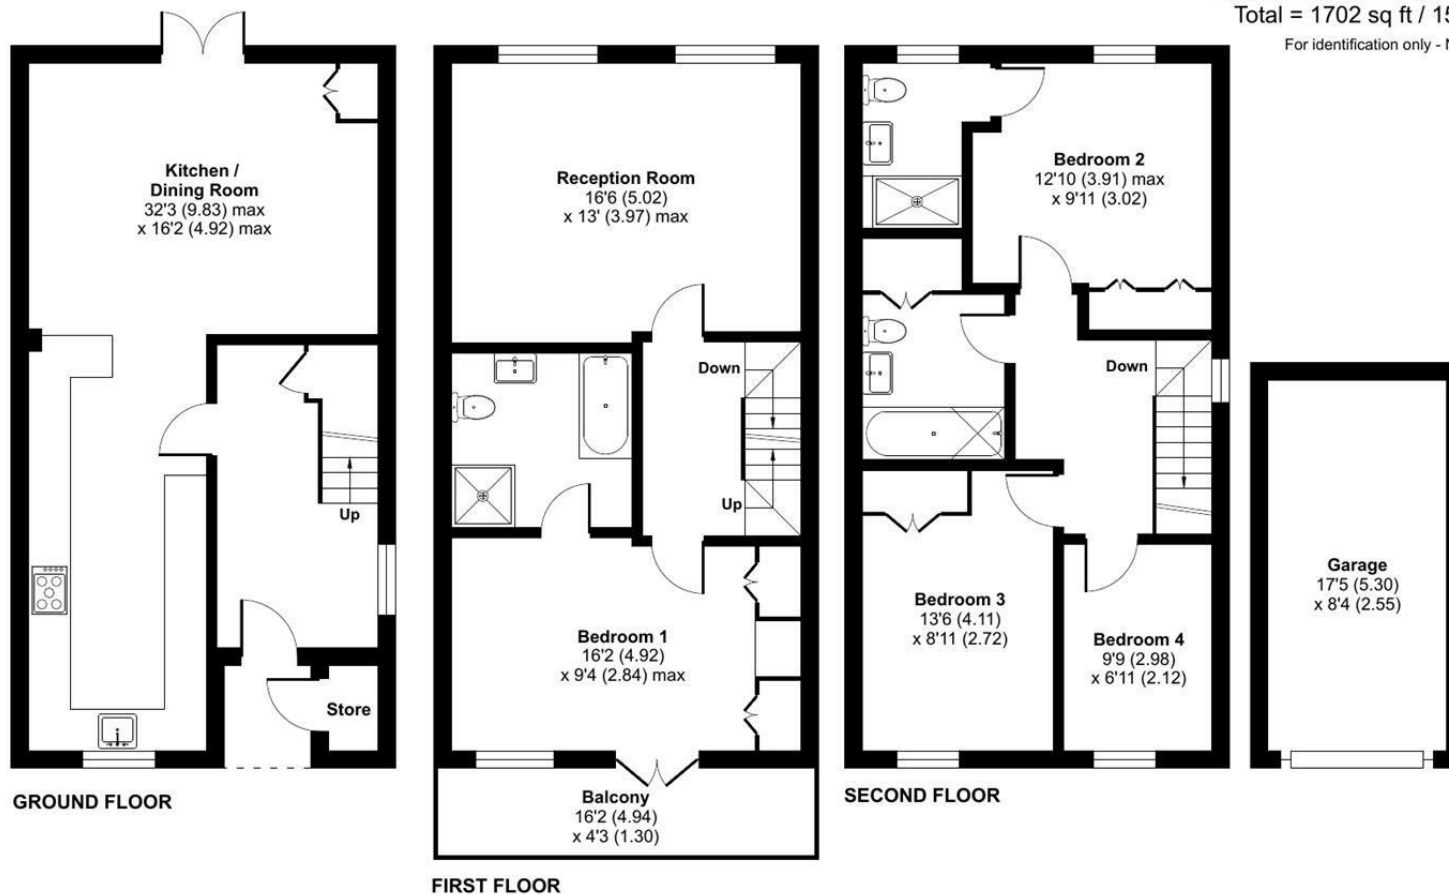 Total = 1702 sq ft / 15
For identification only - N
Kitchen /
Dining Room
32'3 (9.83) max
x 16'2 (4.92) max
Up
Store
GROUND FLOOR
Reception Room
16'6 (5.02)
x 13' (3.97) max
Down
Up
Bedroom 1
16'2 (4.92)
x 9'4 (2.84) max
Balcony
16'2 (4.94)
x 4'3 (1.30)
FIRST FLOOR
Bedroom 2
12'10 (3.91) max
x 9'11 (3.02)
Down
Bedroom 3
13'6 (4.11)
x 8'11 (2.72)
Bedroom 4
9'9 (2.98)
x 6'11 (2.12)
SECOND FLOOR
Garage
17'5 (5.30)
x 8'4 (2.55)